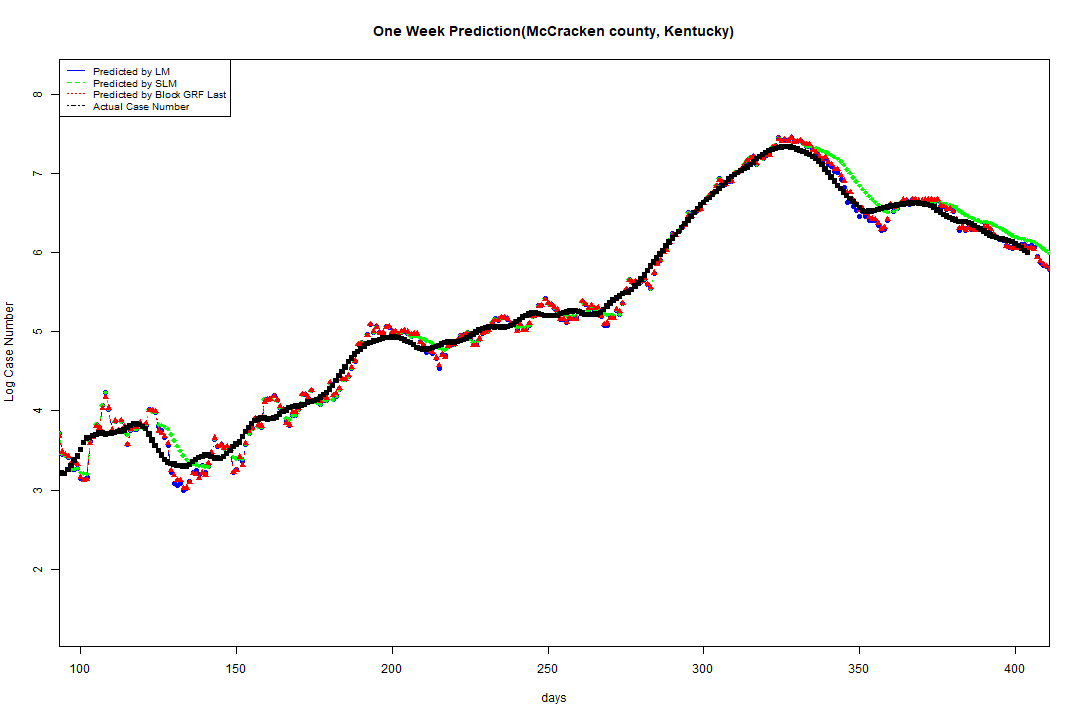 One Week Prediction(McCracken county, Kentucky)
Predicted by LM
Predicted by SLM
Predicted by Block GRF Last
Actual Case Number
Log Case Number
8
7
6
5
4
3
2
100 150 200 250 300 350 400
days